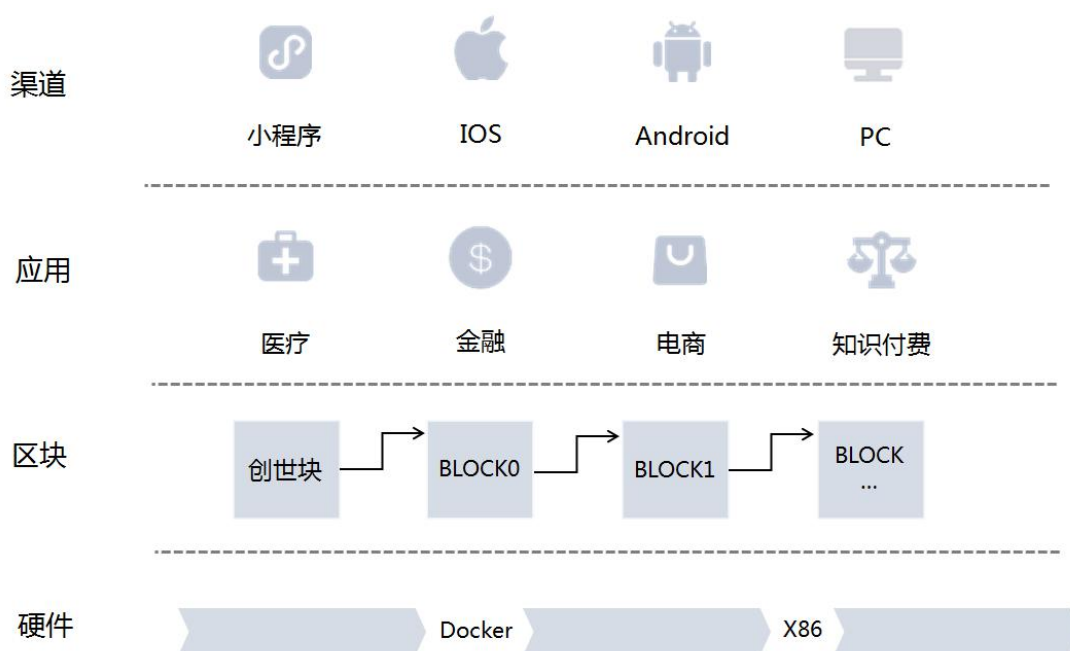 渠道
小程序
IOS
Android
PC
应用
医疗
金融
电商
知识付费
区块
创世块
BLOCK0
BLOCK1
BLOCK
...
硬件
Docker
X86